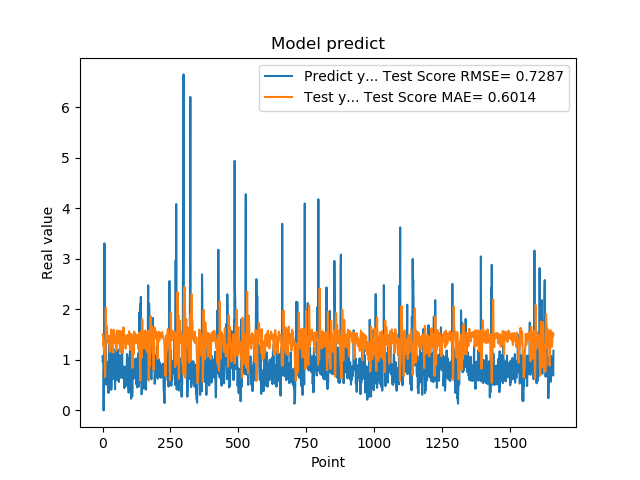 Model predict
Predict y... Test Score RMSE= 0.7287
Test y... Test Score MAE= 0.6014
Real value
6
5
4
3
2
1
0
0 250 500 750 1000 1250 1500
Point